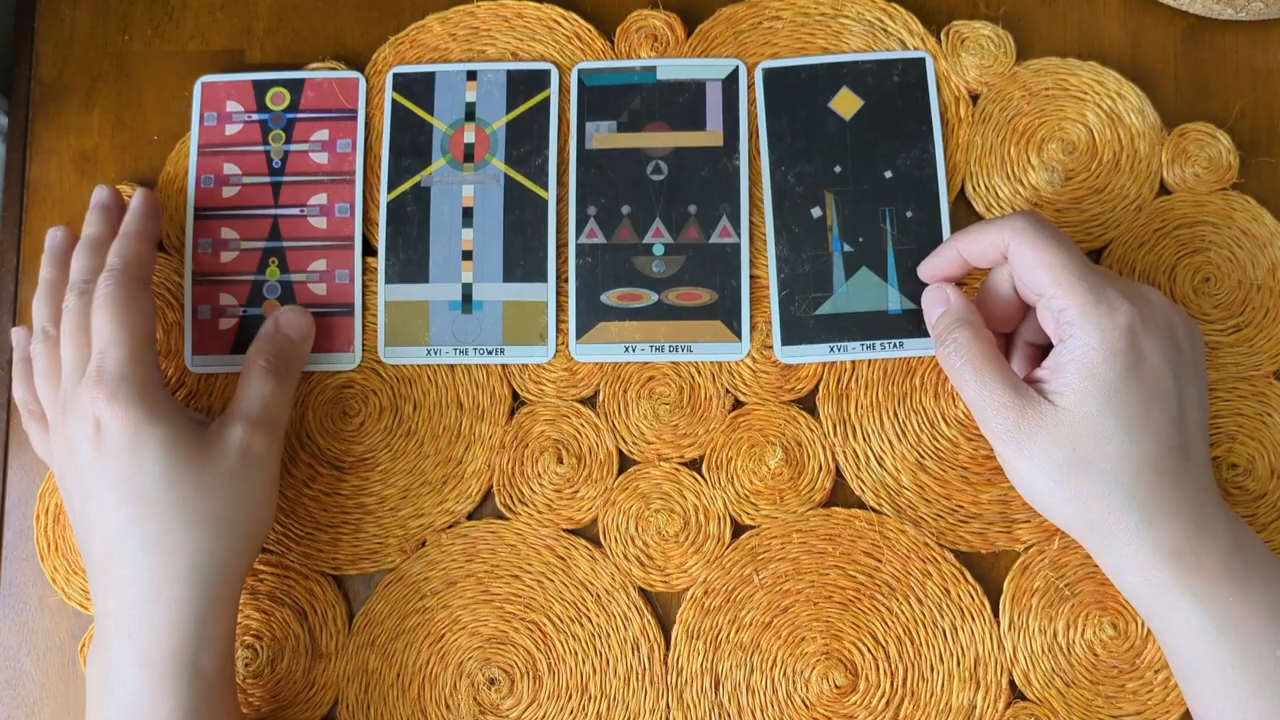 XVI - THE TOWER
XV - THE DEVIL
XVII - THE STAR